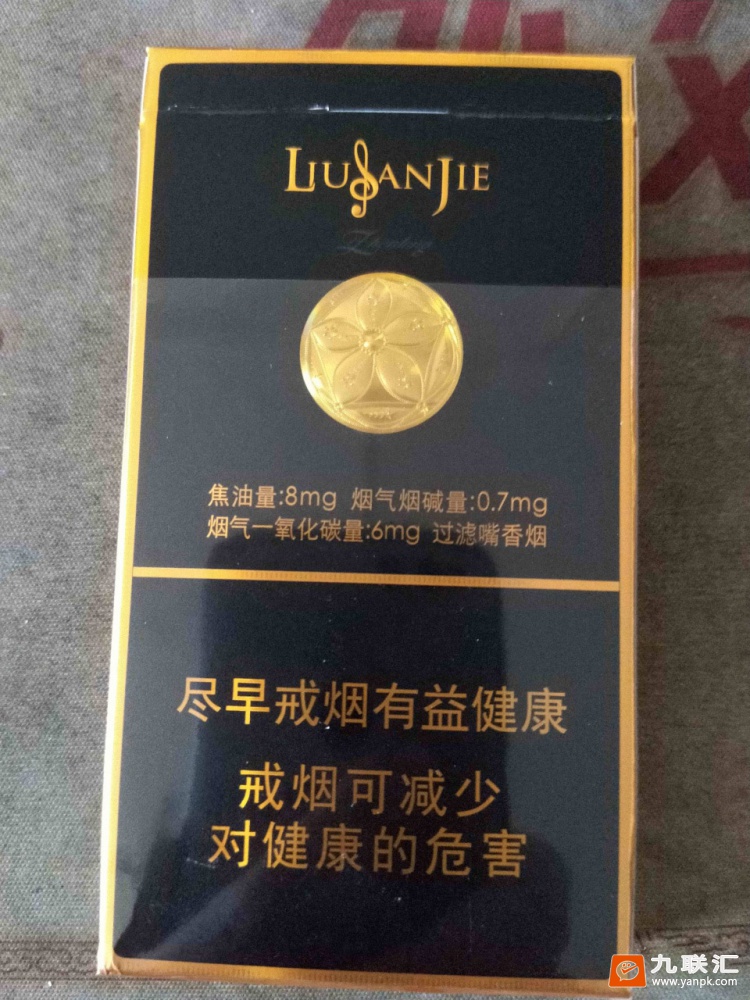 LIUSANJIE
焦油量:8mg 烟气烟碱量:0.7mg
烟气一氧化碳量:6mg 过滤嘴香烟
尽早戒烟有益健康
戒烟可减少
对健康的危害
九联汇
www.yanpk.com